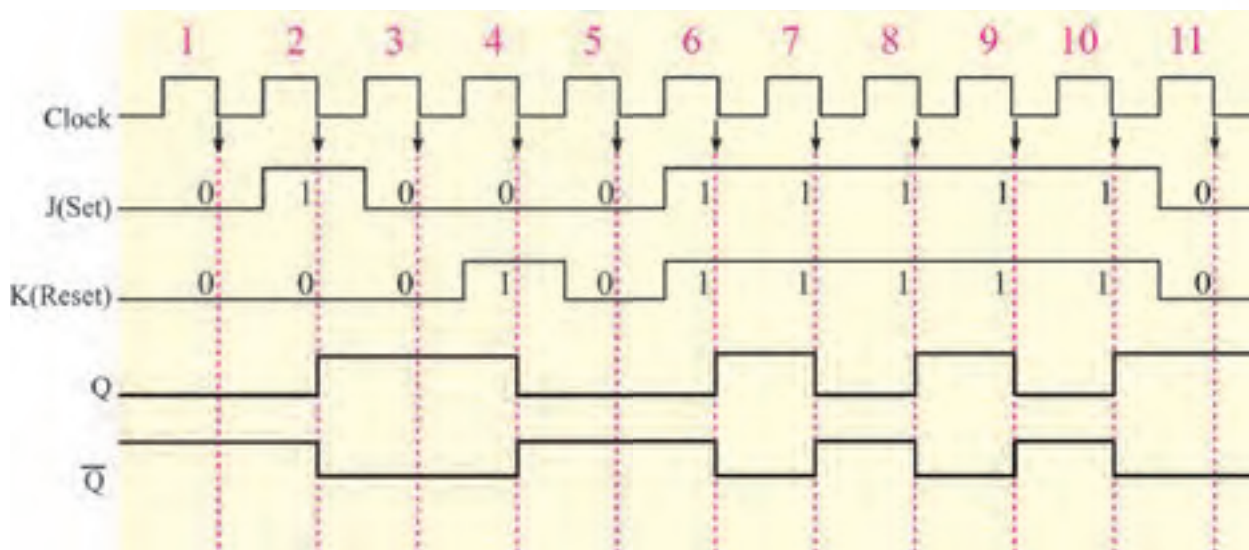 1 2 3 4 5 6 7 8 9 10 11
Clock
J(Set) 0 1 0 0 0 1 1 1 1 1 0
K(Reset) 0 0 0 1 0 1 1 1 1 1 0
Q
Q̅